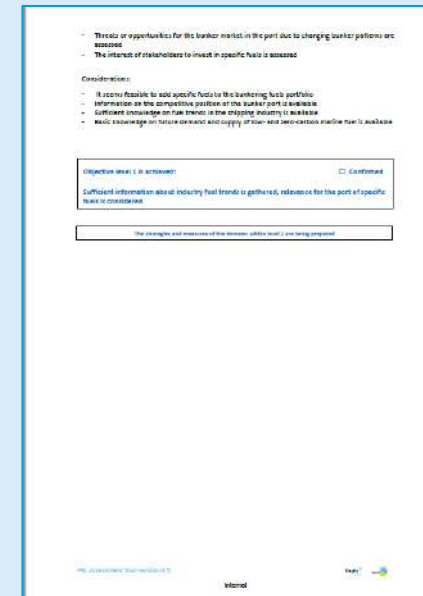 - Threats or opportunities for the bunker market in the port due to changing bunker patterns are
assessed
- The interest of stakeholders to invest in specific fuels is assessed
Considerations:
- It seems feasible to add specific fuels to the bunkering fuels portfolio
- Information on the competitive position of the bunker port is available
- Sufficient knowledge on fuel trends in the shipping industry is available
- Basic knowledge on future demand and supply of low- and zero-carbon marine fuel is available
Objective level 1 is achieved: ☐ Confirmed
Sufficient information about industry fuel trends is gathered, relevance for the port of specific
fuels is considered
The strategies and measures of the domains within level 2 are being prepared
Internal